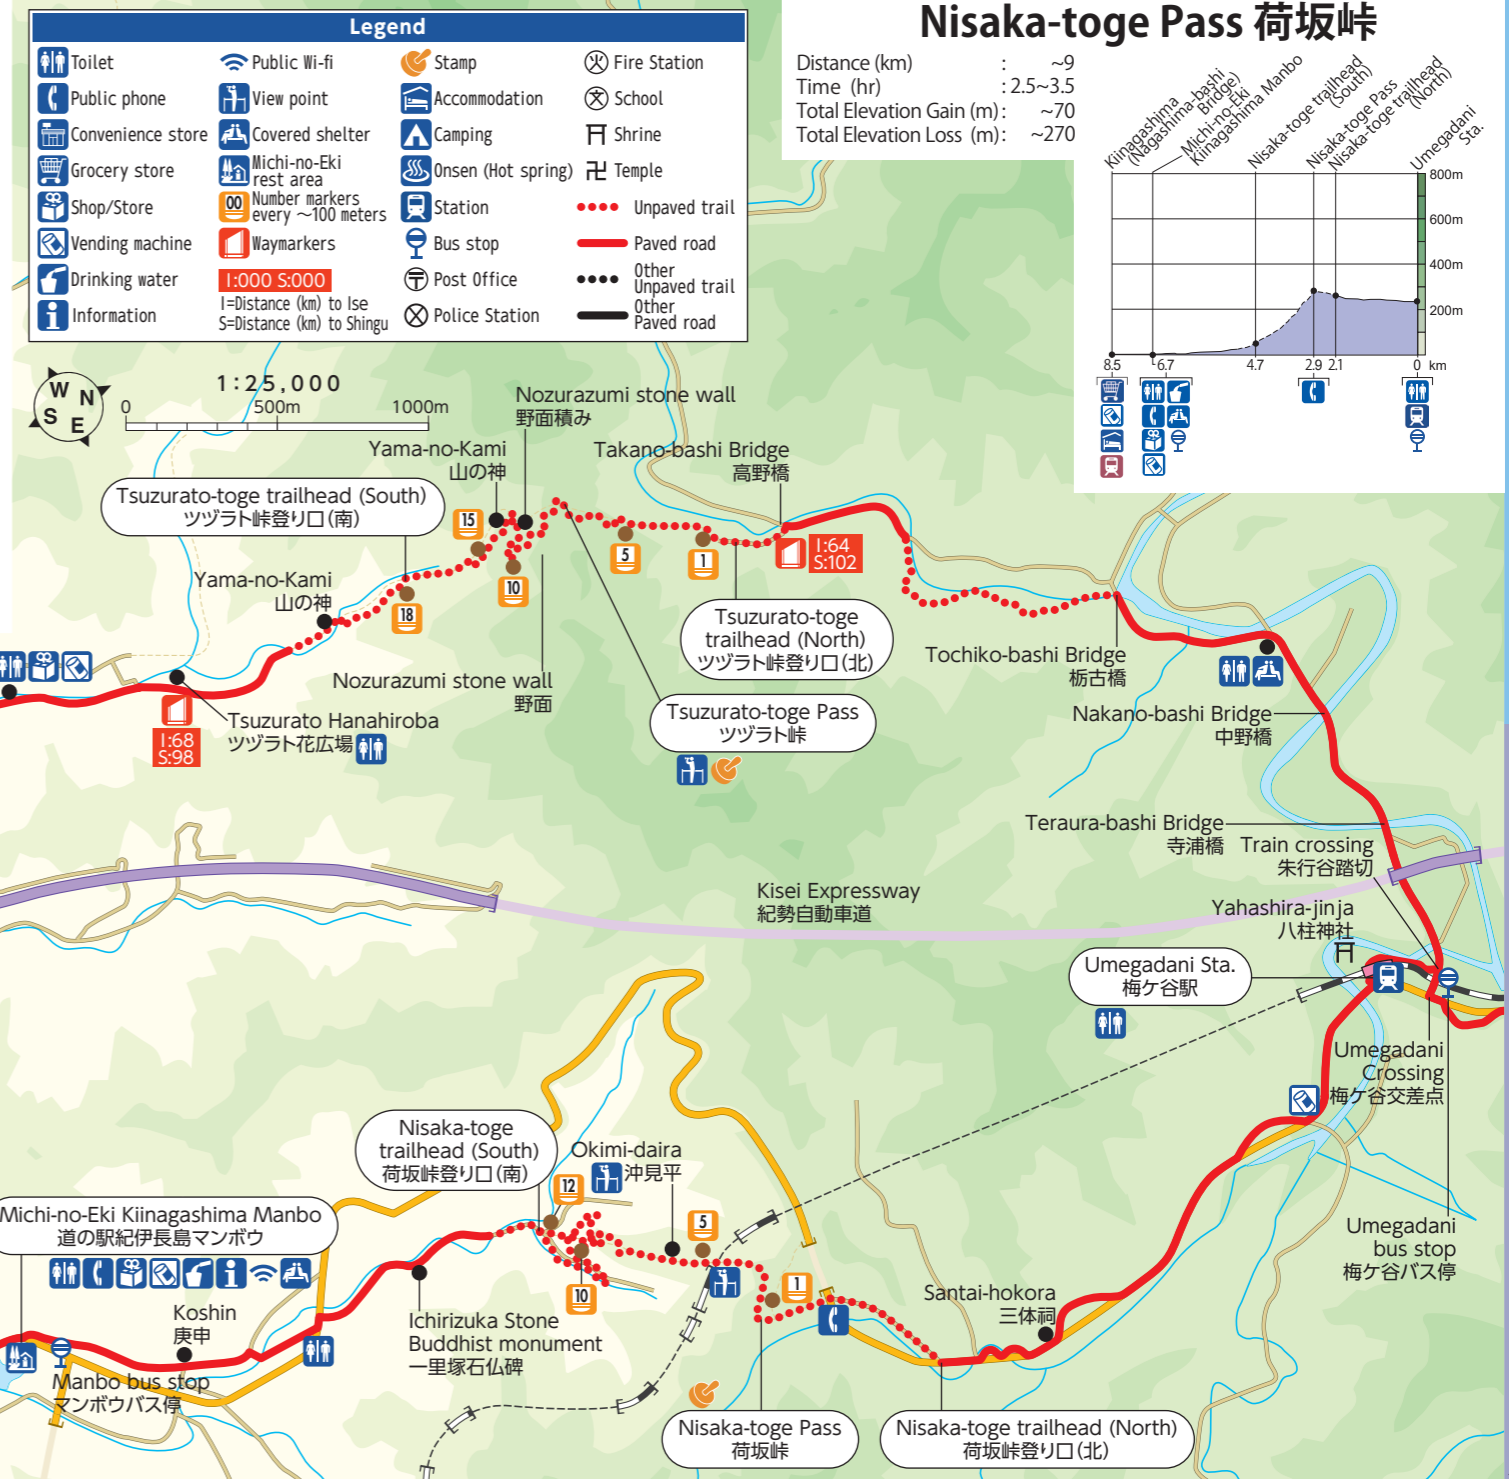 Legend
Toilet
Public Wi-fi
Stamp
Fire Station
Public phone
View point
Accommodation
School
Convenience store
Covered shelter
Camping
Shrine
Grocery store
Michi-no-Eki
rest area
Onsen (Hot spring)
Temple
Shop/Store
00
Number markers
every ~100 meters
Station
Unpaved trail
Vending machine
Waymarkers
Bus stop
Paved road
Drinking water
I:000 S:000
I=Distance (km) to Ise
S=Distance (km) to Shingu
Post Office
Other
Unpaved trail
Information
Police Station
Other
Paved road
Nisaka-toge Pass 荷坂峠
Distance (km) : ~9
Time (hr) : 2.5~3.5
Total Elevation Gain (m) : ~70
Total Elevation Loss (m) : ~270
Kiinagashima
(Nagashima-bashi
Bridge)
Michi-no-Eki
Kiinagashima Manbo
Nisaka-toge trailhead
(South)
Nisaka-toge Pass
Nisaka-toge trailhead
(North)
Umegadani
Sta.
800m
600m
400m
200m
8.5 6.7 4.7 2.9 2.1 0 km
W N
S E
1:25,000
0 500m 1000m
Nozurazumi stone wall
野面積み
Yama-no-Kami
山の神
Takano-bashi Bridge
高野橋
Tsuzurato-toge trailhead (South)
ツヅラト峠登り口(南)
15
5
1
I:64
S:102
10
18
Yama-no-Kami
山の神
Tsuzurato-toge
trailhead (North)
ツヅラト峠登り口(北)
Tochiko-bashi Bridge
栃古橋
Nozurazumi stone wall
野面
Tsuzurato-toge Pass
ツヅラト峠
Nakano-bashi Bridge
中野橋
Tsuzurato Hanahiroba
ツヅラト花広場
I:68
S:98
Teraura-bashi Bridge
寺浦橋
Train crossing
朱行谷踏切
Kisei Expressway
紀勢自動車道
Yahashira-jinja
八柱神社
Umegadani Sta.
梅ケ谷駅
Umegadani
Crossing
梅ケ谷交差点
Nisaka-toge
trailhead (South)
荷坂峠登り口(南)
Okimi-daira
沖見平
12
5
10
1
Michi-no-Eki Kiinagashima Manbo
道の駅紀伊長島マンボウ
Umegadani
bus stop
梅ケ谷バス停
Santai-hokora
三体祠
Koshin
庚申
Ichirizuka Stone
Buddhist monument
一里塚石仏碑
Manbo bus stop
マンボウバス停
Nisaka-toge Pass
荷坂峠
Nisaka-toge trailhead (North)
荷坂峠登り口(北)